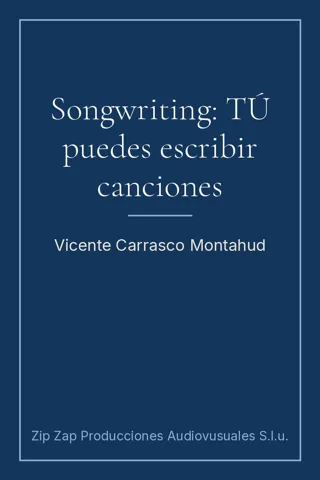 Songwriting: TÚ
puedes escribir
canciones
Vicente Carrasco Montahud
Zip Zap Producciones Audiovusuales S.l.u.